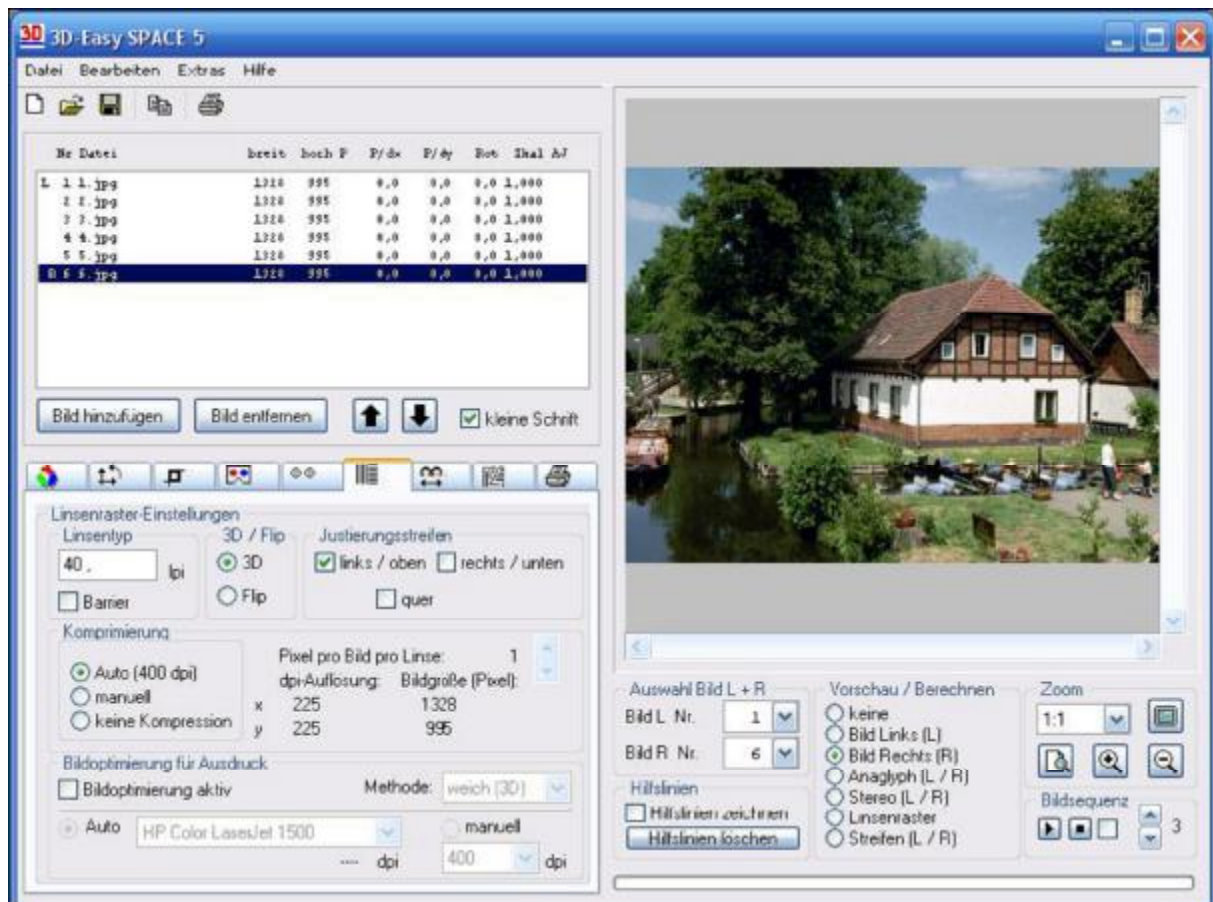 3D 3D-Easy SPACE 5
Datei Bearbeiten Extras Hilfe
Nr Datei breit hoch P P/dx P/dy Rot Skal AJ
L 1 1.jpg 1328 995 0,0 0,0 0,0 1,000
2 2.jpg 1328 995 0,0 0,0 0,0 1,000
3 3.jpg 1328 995 0,0 0,0 0,0 1,000
4 4.jpg 1328 995 0,0 0,0 0,0 1,000
5 5.jpg 1328 995 0,0 0,0 0,0 1,000
R 6 6.jpg 1328 995 0,0 0,0 0,0 1,000
Bild hinzufügen Bild entfernen kleine Schrift
Linsenraster-Einstellungen
Linsentyp 3D / Flip Justierungsstreifen
40, lpi 3D links / oben rechts / unten
Barrier Flip quer
Komprimierung
Auto (400 dpi) Pixel pro Bild pro Linse: 1
manuell dpi-Auflösung: Bildgröße (Pixel):
keine Kompression x 225 1328
y 225 995
Bildoptimierung für Ausdruck
Bildoptimierung aktiv Methode: weich (3D)
Auto HP Color LaserJet 1500 manuell
---- dpi 400 dpi
Auswahl Bild L + R
Bild L Nr. 1
Bild R Nr. 6
Hilfslinien
Hilfslinien zeichnen
Hilfslinien löschen
Vorschau / Berechnen
keine
Bild Links (L)
Bild Rechts (R)
Anaglyph (L / R)
Stereo (L / R)
Linsenraster
Streifen (L / R)
Zoom
1:1
Bildsequenz
3